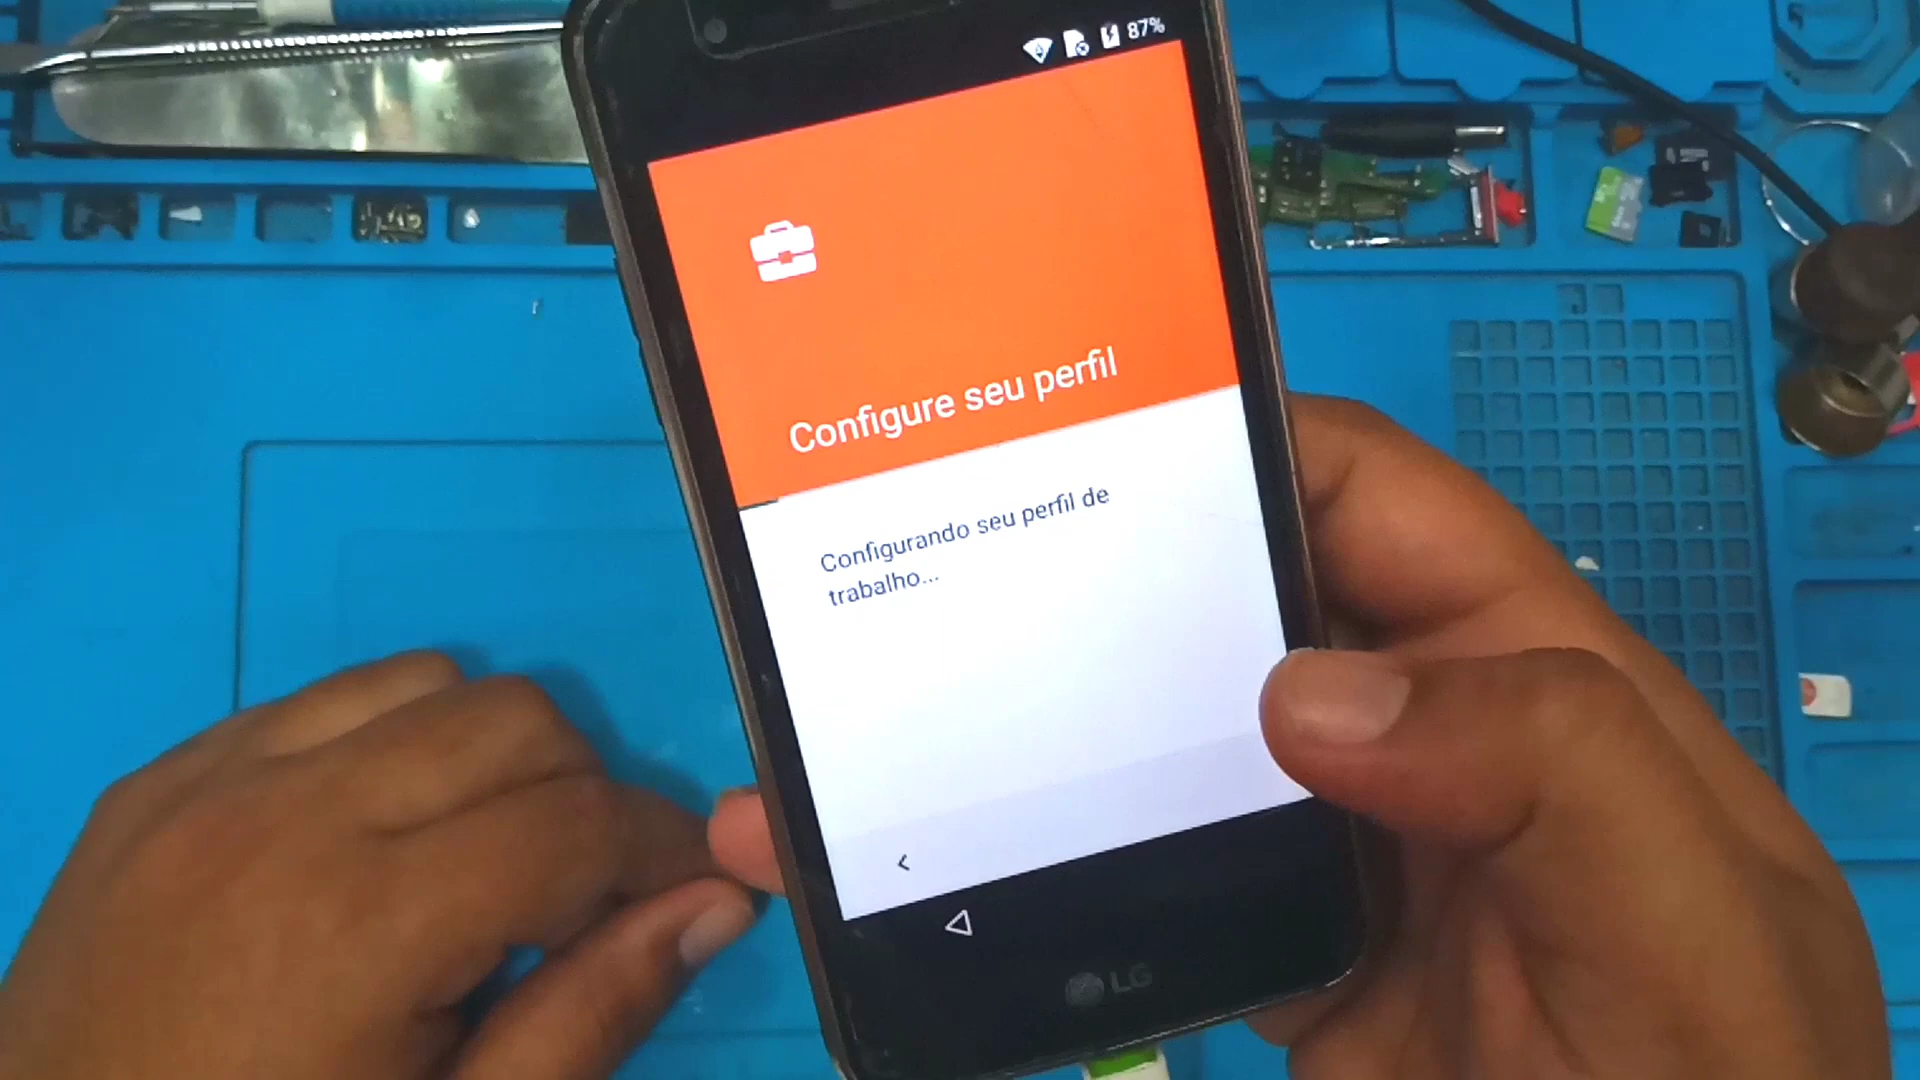 87%
Configure seu perfil
Configurando seu perfil de
trabalho...
LG